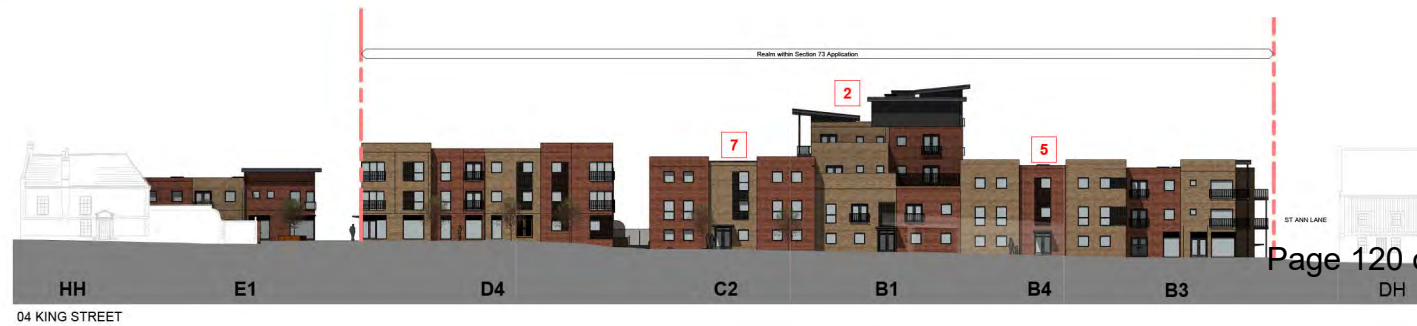 Realm within Section 73 Application
2
7
5
ST ANN LANE
Page 120 o
HH E1 D4 C2 B1 B4 B3 DH
04 KING STREET